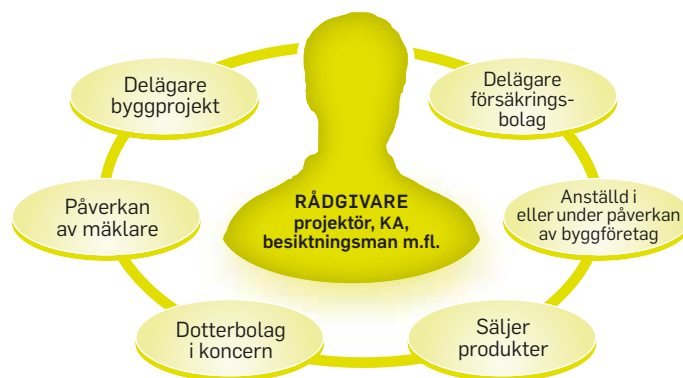 Delägare
byggprojekt
Delägare
försäkrings-
bolag
Påverkan
av mäklare
RÅDGIVARE
projektör, KA,
besiktningsman m.fl.
Anställd i
eller under påverkan
av byggföretag
Dotterbolag
i koncern
Säljer
produkter